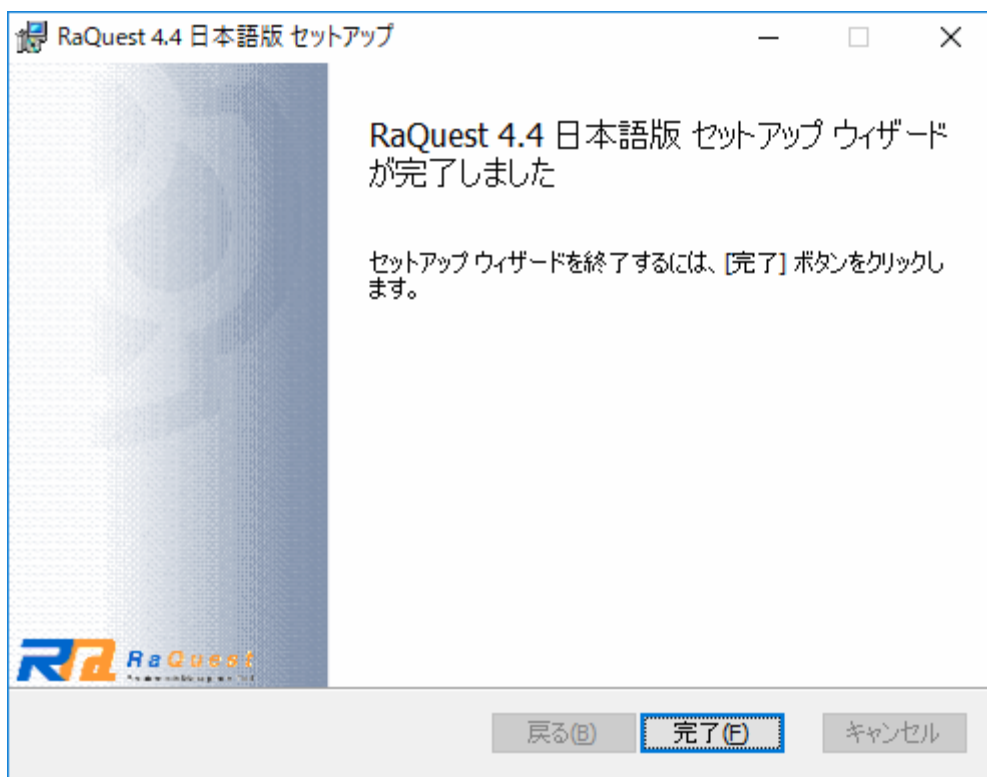 RaQuest 4.4 日本語版 セットアップ
RaQuest 4.4 日本語版 セットアップ ウィザード
が完了しました
セットアップ ウィザードを終了するには、[完了] ボタンをクリックし
ます。
RaQuest
戻る(B)
完了(F)
キャンセル